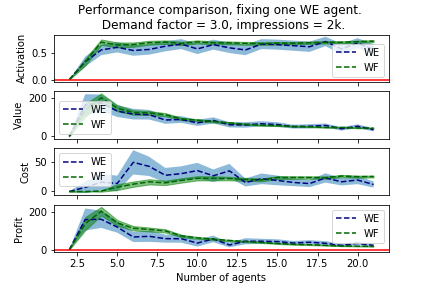 Performance comparison, fixing one WE agent.
Demand factor = 3.0, impressions = 2k.
Activation
0.5
0.0
WE
WF
Value
200
0
WE
WF
Cost
50
0
WE
WF
Profit
200
0
WE
WF
2.5 5.0 7.5 10.0 12.5 15.0 17.5 20.0
Number of agents